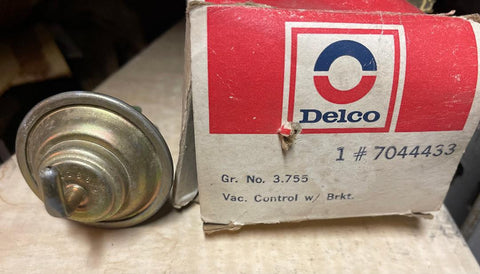 Delco
1 # 7044433
Gr. No. 3.755
Vac. Control w/ Brkt.